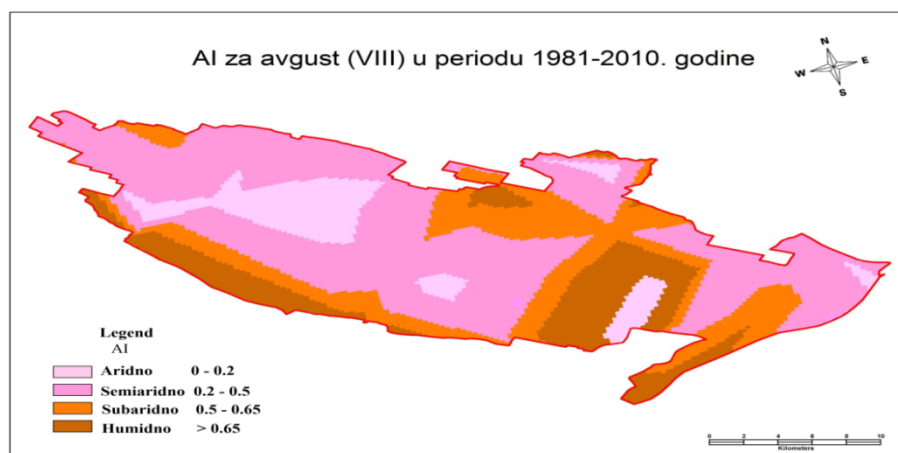 AI za avgust (VIII) u periodu 1981-2010. godine
N
W E
S
Legend
AI
Aridno 0 - 0.2
Semiaridno 0.2 - 0.5
Subaridno 0.5 - 0.65
Humidno > 0.65
0 2 4 6 8 10
Kilometers